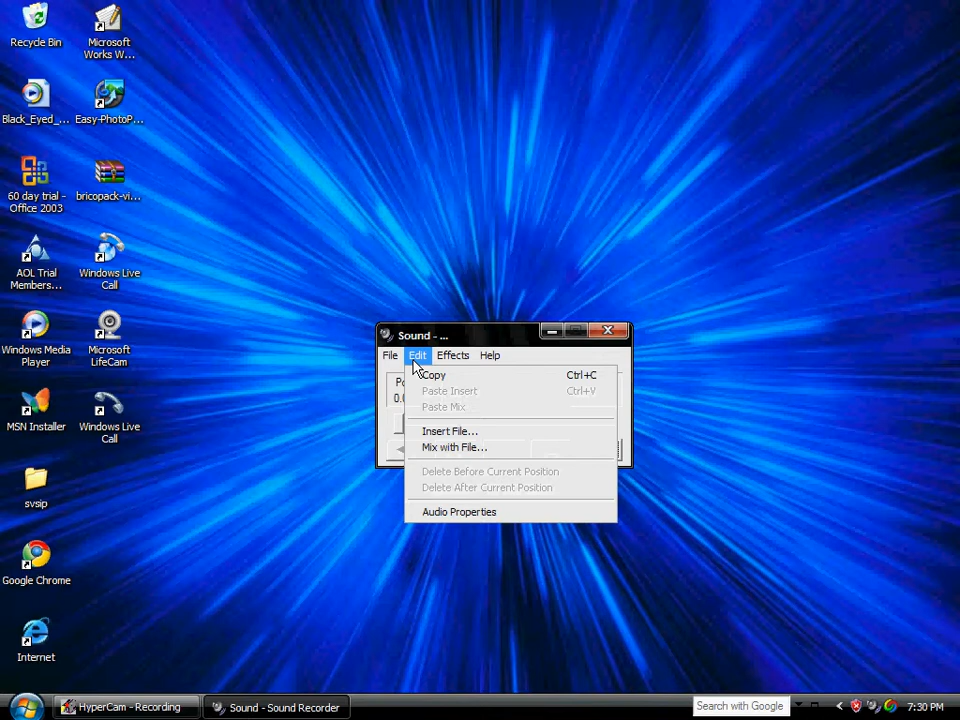 Recycle Bin
Microsoft
Works W...
Black_Eyed_...
Easy-PhotoP...
60 day trial -
Office 2003
bricopack-vi...
AOL Trial
Members...
Windows Live
Call
Windows Media
Player
Microsoft
LifeCam
MSN Installer
Windows Live
Call
svsip
Google Chrome
Internet
Sound - ...
File Edit Effects Help
Copy Ctrl+C
Paste Insert Ctrl+V
Paste Mix
Insert File...
Mix with File...
Delete Before Current Position
Delete After Current Position
Audio Properties
HyperCam - Recording
Sound - Sound Recorder
Search with Google
7:30 PM